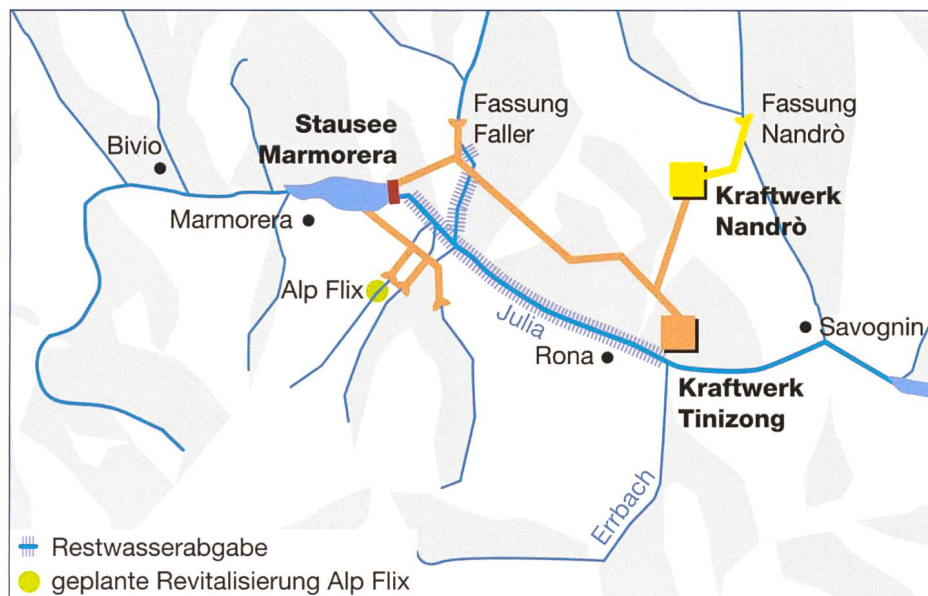 Bivio
Stausee
Marmorera
Fassung
Faller
Fassung
Nandrò
Kraftwerk
Nandrò
Marmorera
Alp Flix
Julia
Rona
Savognin
Kraftwerk
Tinizong
Errbach
Restwasserabgabe
geplante Revitalisierung Alp Flix